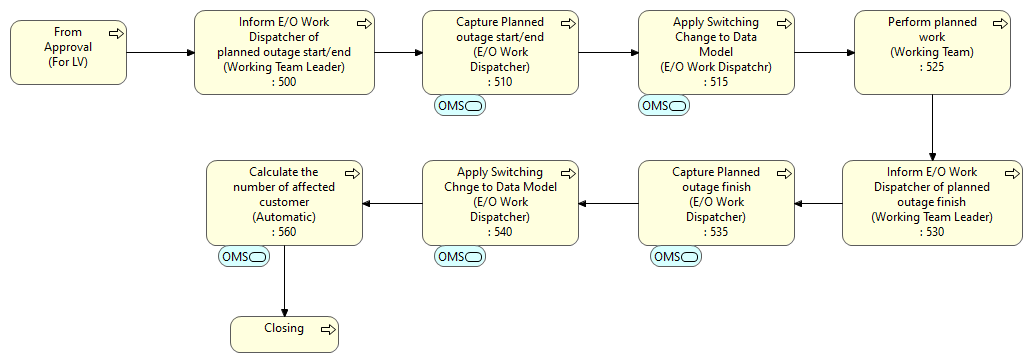 From
Approval
(For LV)
Inform E/O Work
Dispatcher of
planned outage start/end
(Working Team Leader)
: 500
Capture Planned
outage start/end
(E/O Work
Dispatcher)
: 510
OMS
Apply Switching
Change to Data
Model
(E/O Work Dispatchr)
: 515
OMS
Perform planned
work
(Working Team)
: 525
Inform E/O Work
Dispatcher of planned
outage finish
(Working Team Leader)
: 530
Capture Planned
outage finish
(E/O Work
Dispatcher)
: 535
OMS
Apply Switching
Chnge to Data Model
(E/O Work
Dispatcher)
: 540
OMS
Calculate the
number of affected
customer
(Automatic)
: 560
OMS
Closing